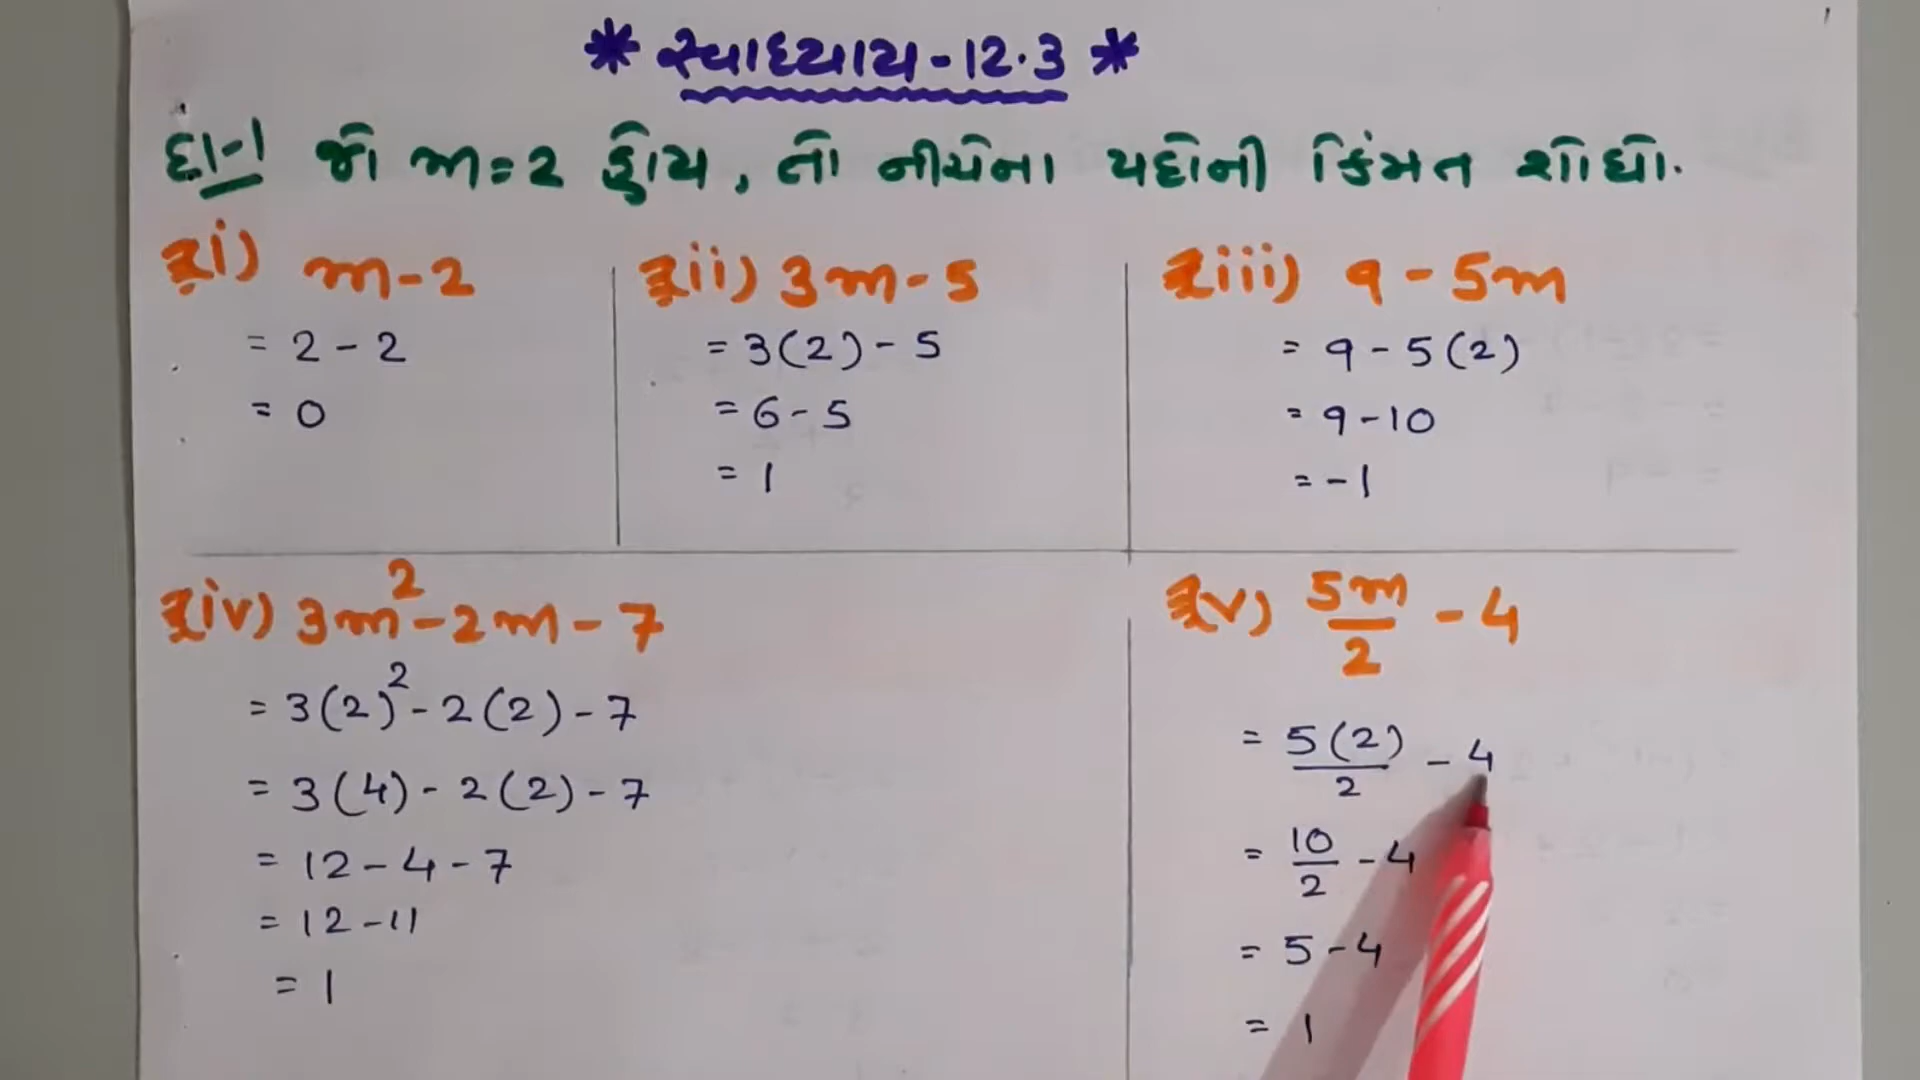 * સ્વાધ્યાય-12.3 *
દા-1 જો m=2 હોય, તો નીચેના પદોની કિંમત શોધો.
i) m-2
= 2-2
= 0
ii) 3m-5
= 3(2)-5
= 6-5
= 1
iii) 9-5m
= 9-5(2)
= 9-10
= -1
iv) 3m²-2m-7
= 3(2)²-2(2)-7
= 3(4)-2(2)-7
= 12-4-7
= 12-11
= 1
v) 5m/2 - 4
= 5(2)/2 - 4
= 10/2 - 4
= 5-4
= 1